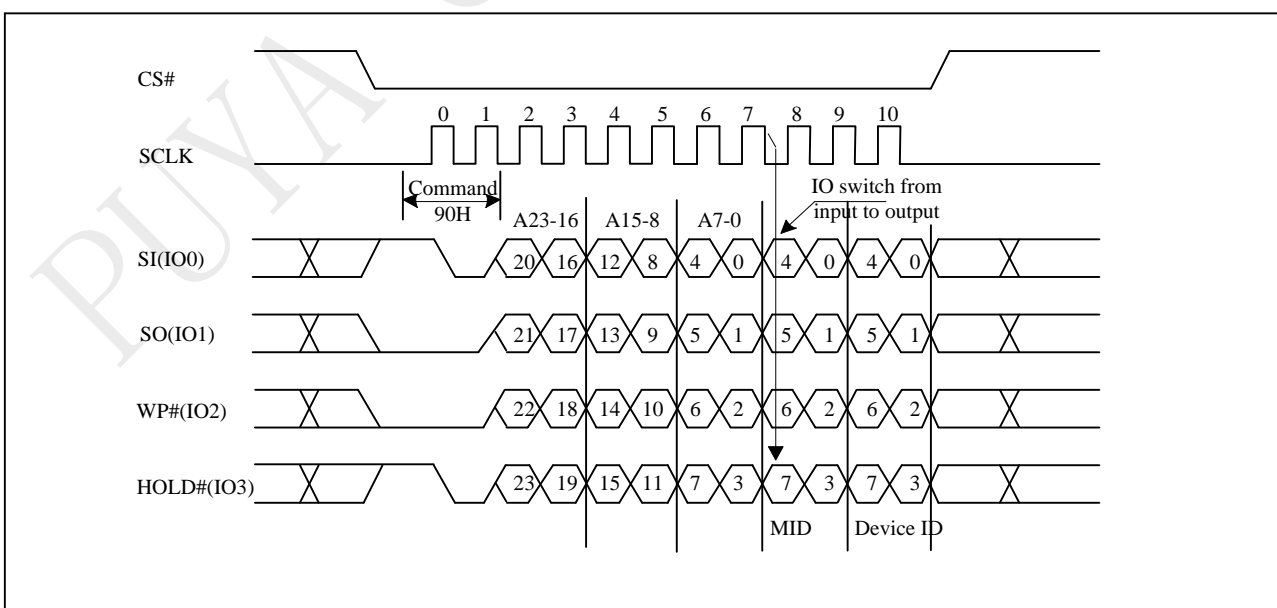 PUYA
CS#
0 1 2 3 4 5 6 7 8 9 10
SCLK
Command
90H
IO switch from
input to output
A23-16 A15-8 A7-0
SI(IO0) 20 16 12 8 4 0 4 0 4 0
SO(IO1) 21 17 13 9 5 1 5 1 5 1
WP#(IO2) 22 18 14 10 6 2 6 2 6 2
HOLD#(IO3) 23 19 15 11 7 3 7 3 7 3
MID Device ID